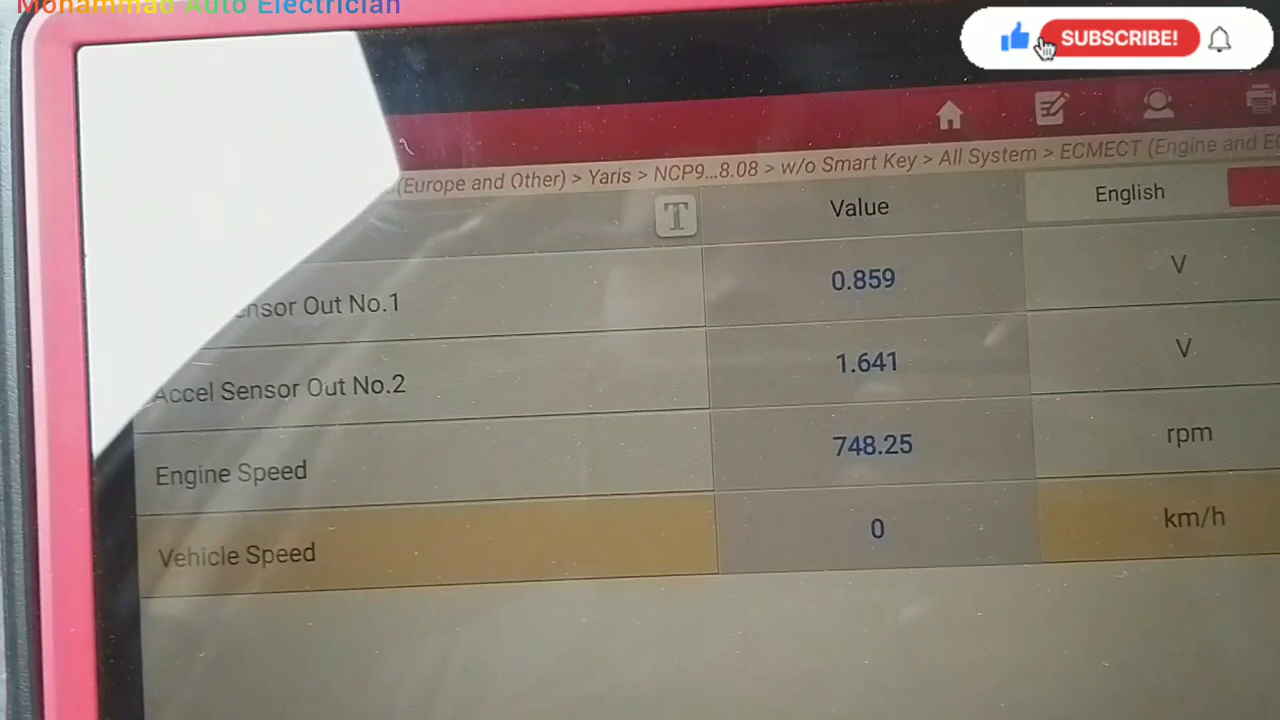 Mohammad Auto Electrician
SUBSCRIBE!
(Europe and Other) > Yaris > NCP9...8.08 > w/o Smart Key > All System > ECMECT (Engine and
T Value English
Out No.1 0.859 V
Accel Sensor Out No.2 1.641 V
Engine Speed 748.25 rpm
Vehicle Speed 0 km/h